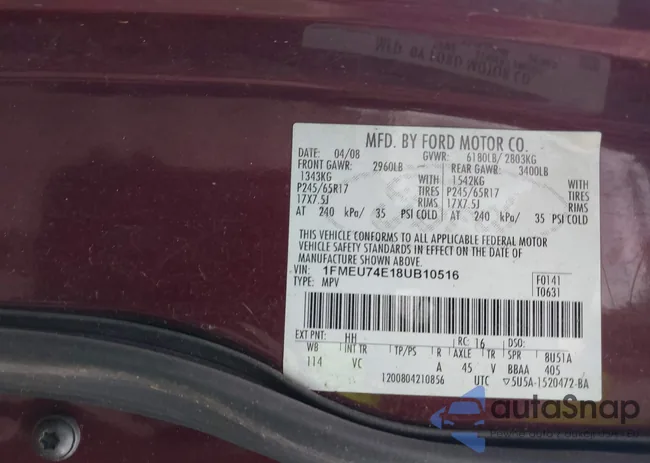 MFD. BY FORD MOTOR CO.
DATE: 04/08 GVWR: 6180LB/ 2803KG
FRONT GAWR: 2960LB REAR GAWR: 3400LB
1343KG WITH 1542KG WITH
P245/65R17 TIRES P245/65R17 TIRES
17X7.5J RIMS 17X7.5J RIMS
AT 240 kPa/ 35 PSI COLD AT 240 kPa/ 35 PSI COLD
THIS VEHICLE CONFORMS TO ALL APPLICABLE FEDERAL MOTOR
VEHICLE SAFETY STANDARDS IN EFFECT ON THE DATE OF
MANUFACTURE SHOWN ABOVE.
VIN: 1FMEU74E18UB10516 F0141
TYPE: MPV T0631
EXT PNT: HH RC: 16 DSO:
WB INT TR TP/PS R AXLE TR SPR 8U51A
114 VC A 45 V BBAA 405
1200804210856 UTC ▽5U5A-1520472-BA
autoSnap